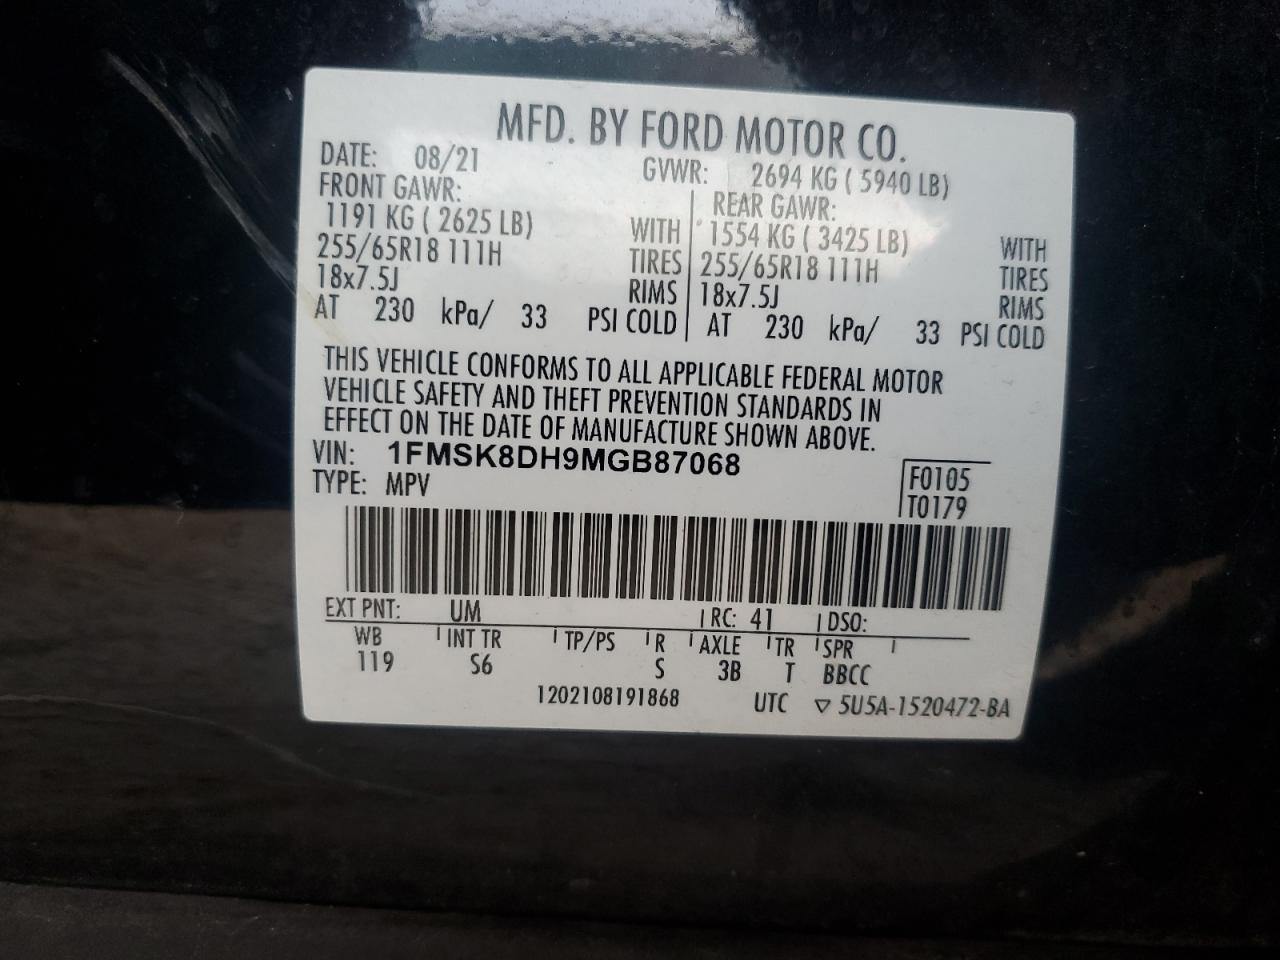 MFD. BY FORD MOTOR CO.
DATE: 08/21 GVWR: 2694 KG ( 5940 LB)
FRONT GAWR: REAR GAWR:
1191 KG ( 2625 LB) WITH 1554 KG ( 3425 LB) WITH
255/65R18 111H TIRES 255/65R18 111H TIRES
18x7.5J RIMS 18x7.5J RIMS
AT 230 kPa/ 33 PSI COLD AT 230 kPa/ 33 PSI COLD
THIS VEHICLE CONFORMS TO ALL APPLICABLE FEDERAL MOTOR
VEHICLE SAFETY AND THEFT PREVENTION STANDARDS IN
EFFECT ON THE DATE OF MANUFACTURE SHOWN ABOVE.
VIN: 1FMSK8DH9MGB87068
TYPE: MPV
F0105
T0179
EXT PNT: UM RC: 41 DSO:
WB INT TR TP/PS R AXLE TR SPR
119 S6 S 3B T BBCC
1202108191868 UTC ▽ 5U5A-1520472-BA